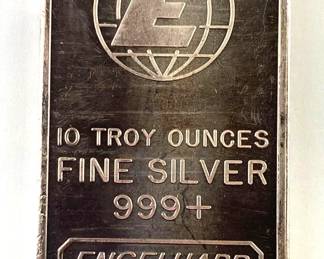 E
10 TROY OUNCES
FINE SILVER
999+
ENGELHARD